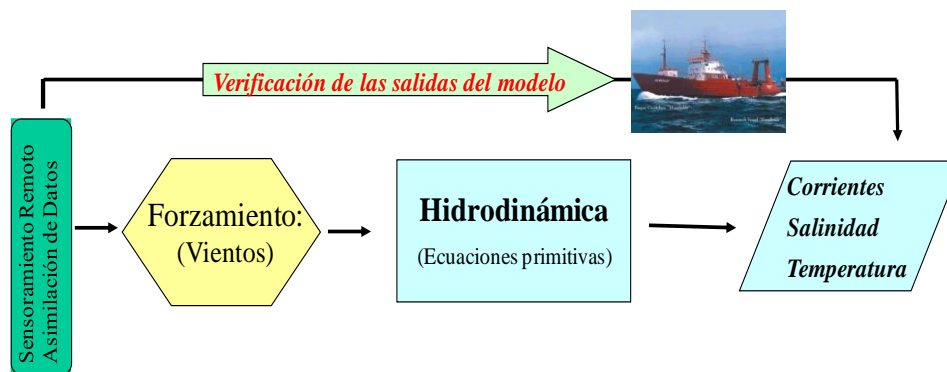 Verificación de las salidas del modelo
Sensoramiento Remoto
Asimilación de Datos
Forzamiento:
(Vientos)
Hidrodinámica
(Ecuaciones primitivas)
Corrientes
Salinidad
Temperatura